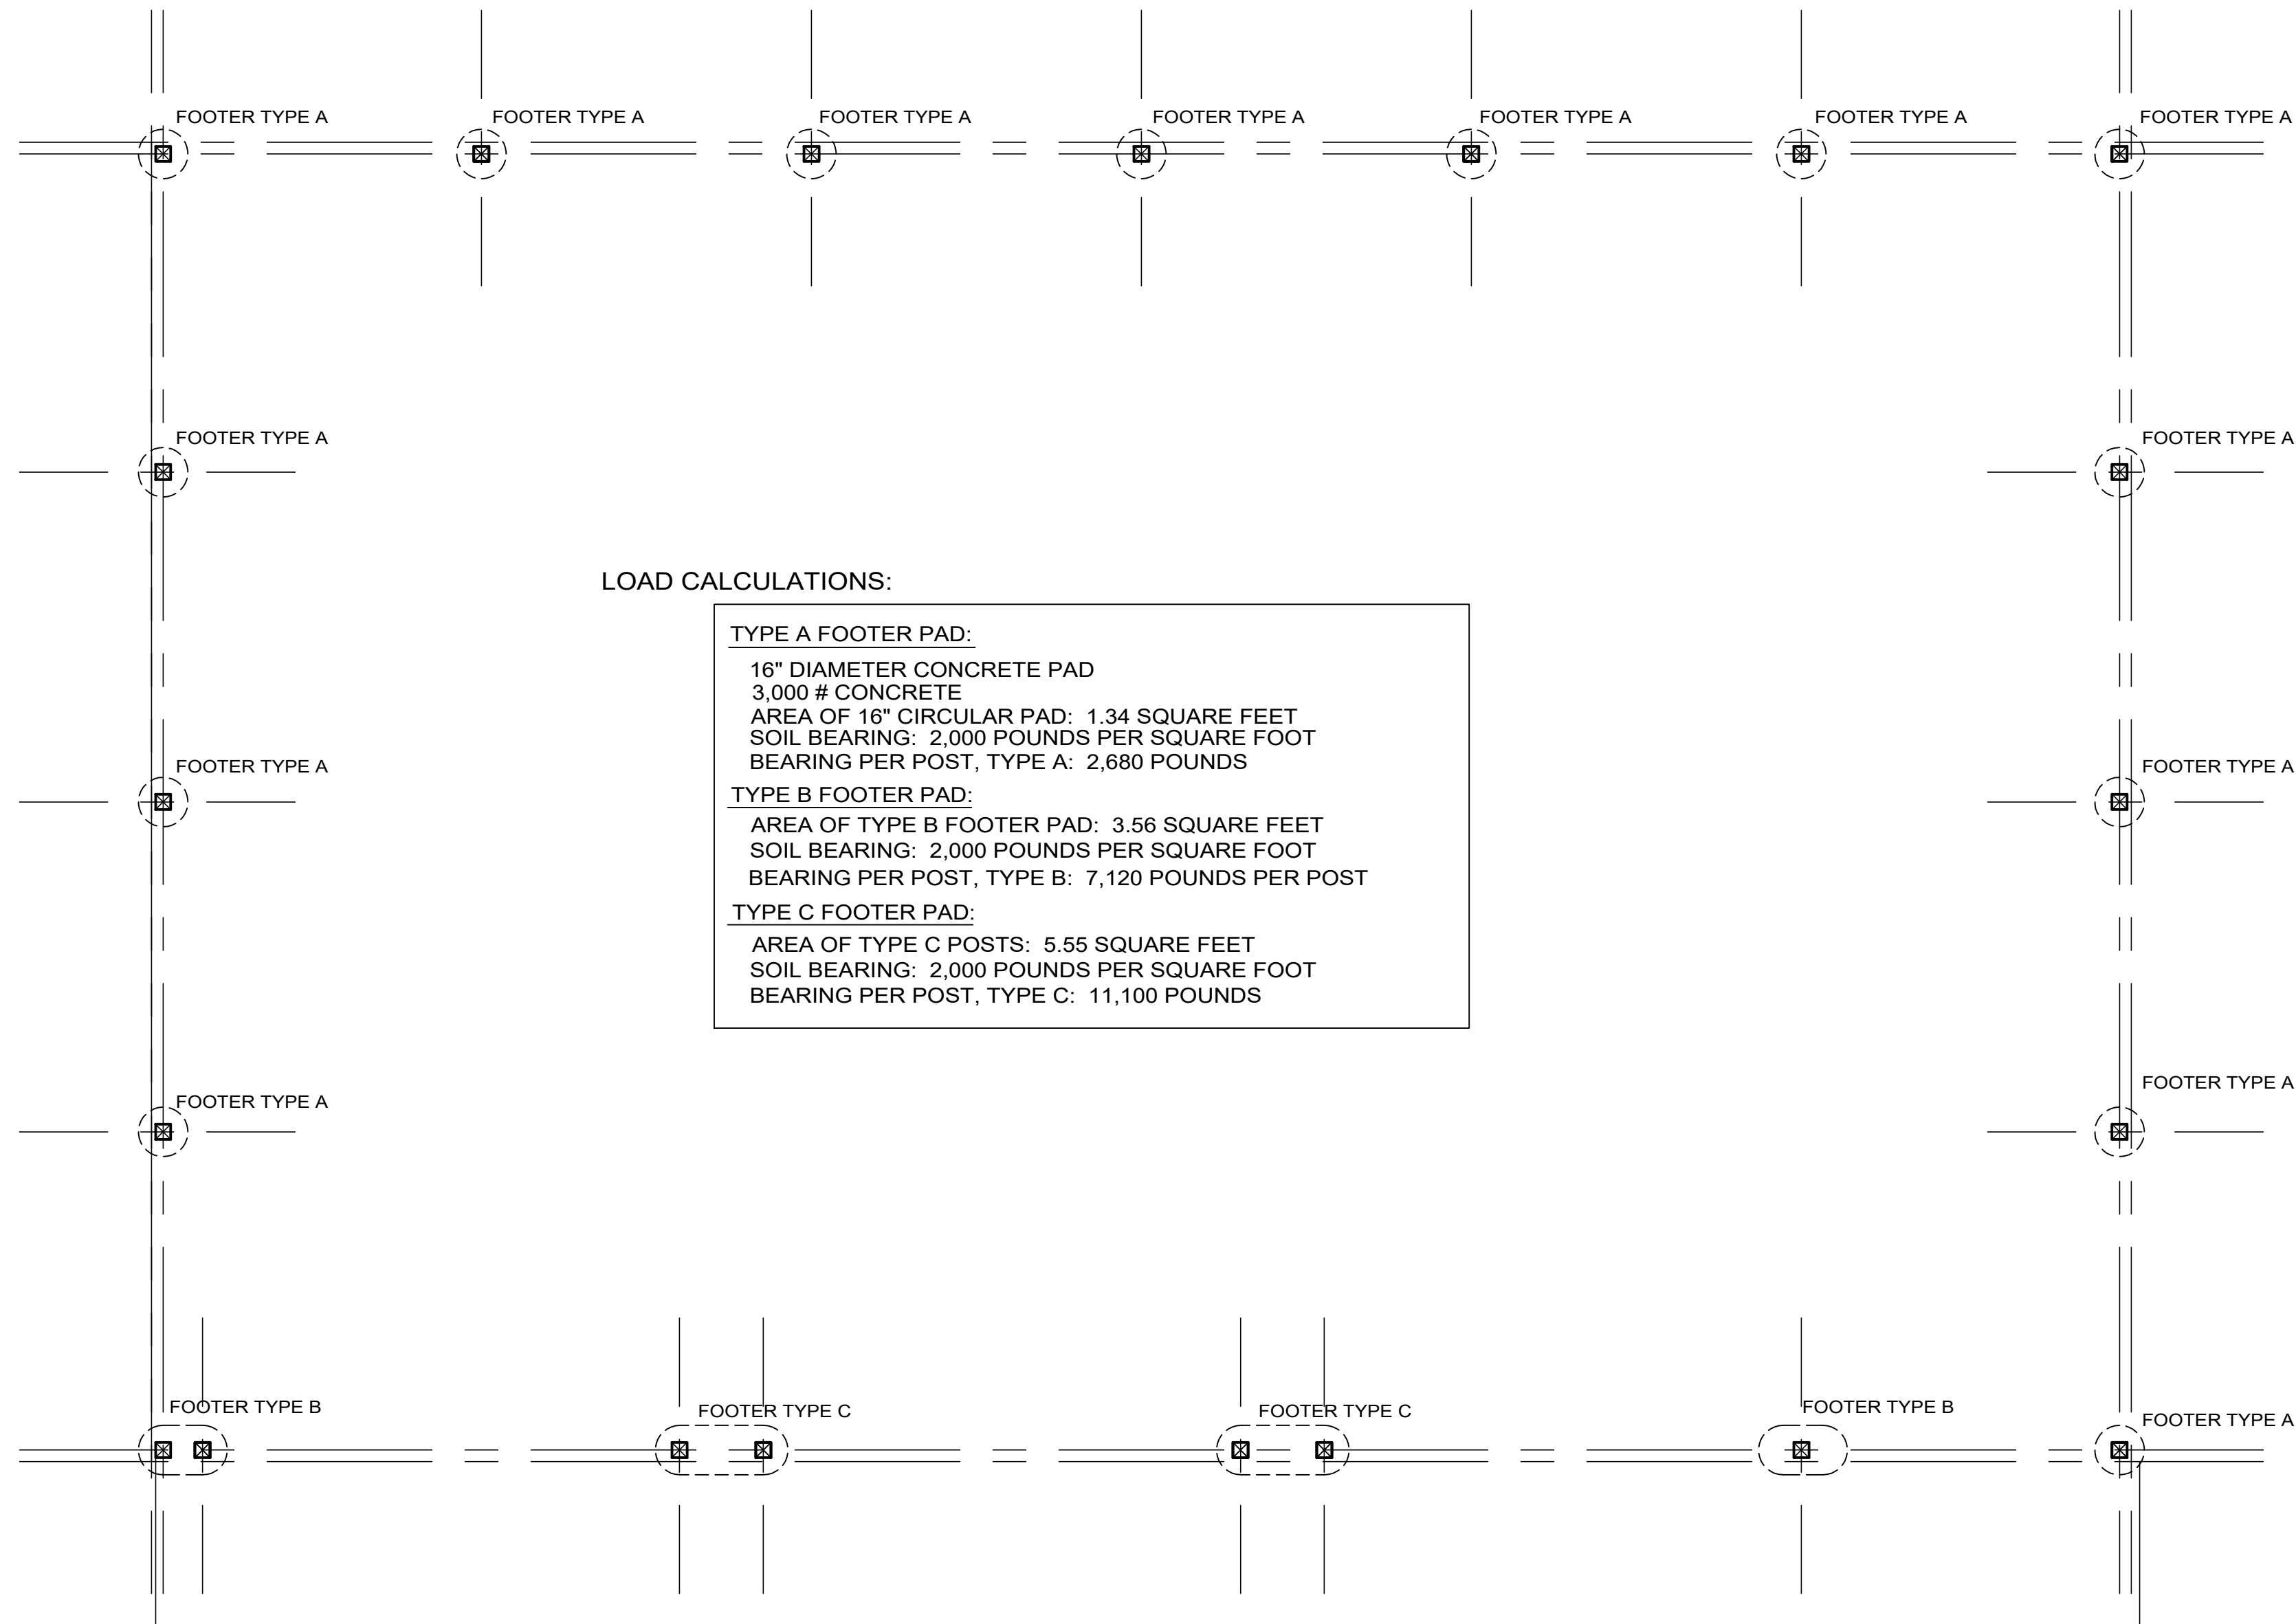 FOOTER TYPE A
FOOTER TYPE A
FOOTER TYPE A
FOOTER TYPE A
FOOTER TYPE A
FOOTER TYPE A
FOOTER TYPE A
FOOTER TYPE A
FOOTER TYPE A
LOAD CALCULATIONS:
TYPE A FOOTER PAD:
16" DIAMETER CONCRETE PAD
3,000 # CONCRETE
AREA OF 16" CIRCULAR PAD: 1.34 SQUARE FEET
SOIL BEARING: 2,000 POUNDS PER SQUARE FOOT
BEARING PER POST, TYPE A: 2,680 POUNDS
FOOTER TYPE A
FOOTER TYPE A
TYPE B FOOTER PAD:
AREA OF TYPE B FOOTER PAD: 3.56 SQUARE FEET
SOIL BEARING: 2,000 POUNDS PER SQUARE FOOT
BEARING PER POST, TYPE B: 7,120 POUNDS PER POST
TYPE C FOOTER PAD:
AREA OF TYPE C POSTS: 5.55 SQUARE FEET
SOIL BEARING: 2,000 POUNDS PER SQUARE FOOT
BEARING PER POST, TYPE C: 11,100 POUNDS
FOOTER TYPE A
FOOTER TYPE A
FOOTER TYPE B
FOOTER TYPE C
FOOTER TYPE C
FOOTER TYPE B
FOOTER TYPE A